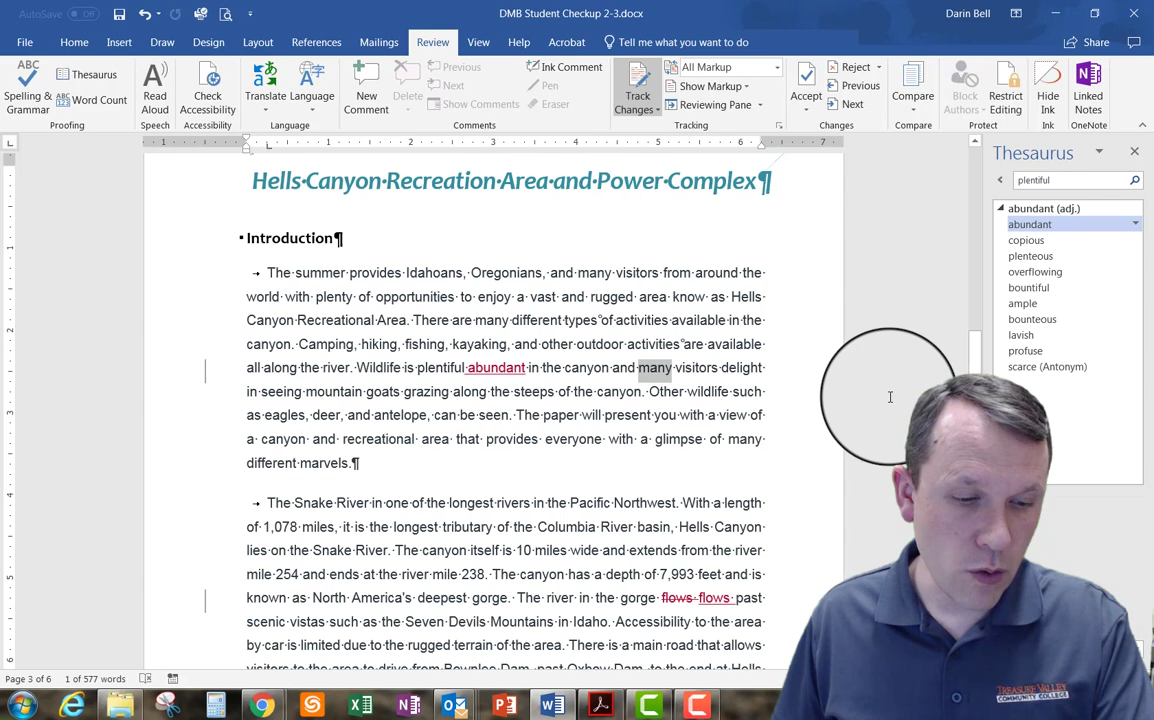 AutoSave Off
DMB Student Checkup 2-3.docx
Darin Bell
File Home Insert Draw Design Layout References Mailings Review View Help Acrobat Tell me what you want to do
Share
ABC
Spelling & Grammar
Thesaurus
ABC 123 Word Count
Proofing
Read Aloud
Speech
Check Accessibility
Accessibility
Translate
Language
Language
New Comment
Delete
Previous
Next
Show Comments
Ink Comment
Pen
Eraser
Comments
Track Changes
All Markup
Show Markup
Reviewing Pane
Tracking
Accept
Reject
Previous
Next
Changes
Compare
Compare
Block Authors
Restrict Editing
Protect
Hide Ink
Ink
Linked Notes
OneNote
1 1 2 3 4 5 6 7
Hells·Canyon·Recreation·Area·and·Power·Complex¶
Introduction¶
The·summer·provides·Idahoans,·Oregonians,·and·many·visitors·from·around·the·
world·with·plenty·of·opportunities·to·enjoy·a·vast·and·rugged·area·know·as·Hells·
Canyon·Recreational·Area.·There·are·many·different·types°of·activities·available·in·the·
canyon.·Camping,·hiking,·fishing,·kayaking,·and·other·outdoor·activities°are·available·
all·along·the·river.·Wildlife·is·plentiful·abundant·in·the·canyon·and·many·visitors·delight·
in·seeing·mountain·goats·grazing·along·the·steeps·of·the·canyon.·Other·wildlife·such·
as·eagles,·deer,·and·antelope,·can·be·seen.·The·paper·will·present·you·with·a·view·of·
a·canyon·and·recreational·area·that·provides·everyone·with·a·glimpse·of·many·
different·marvels.¶
The·Snake·River·in·one·of·the·longest·rivers·in·the·Pacific·Northwest.·With·a·length·
of·1,078·miles,·it·is·the·longest·tributary·of·the·Columbia·River·basin,·Hells·Canyon·
lies·on·the·Snake·River.·The·canyon·itself·is·10·miles·wide·and·extends·from·the·river·
mile·254·and·ends·at·the·river·mile·238.·The·canyon·has·a·depth·of·7,993·feet·and·is·
known·as·North·America's·deepest·gorge.·The·river·in·the·gorge·flows·flows·past·
scenic·vistas·such·as·the·Seven·Devils·Mountains·in·Idaho.·Accessibility·to·the·area·
by·car·is·limited·due·to·the·rugged·terrain·of·the·area.·There·is·a·main·road·that·allows·
visitors·to·the·area·to·drive·from·Brownlee·Dam·past·Oxbow·Dam·to·the·end·at·Hells·
Thesaurus
plentiful
abundant (adj.)
abundant
copious
plenteous
overflowing
bountiful
ample
bounteous
lavish
profuse
scarce (Antonym)
Page 3 of 6 1 of 577 words
TREASURE VALLEY
COMMUNITY COLLEGE